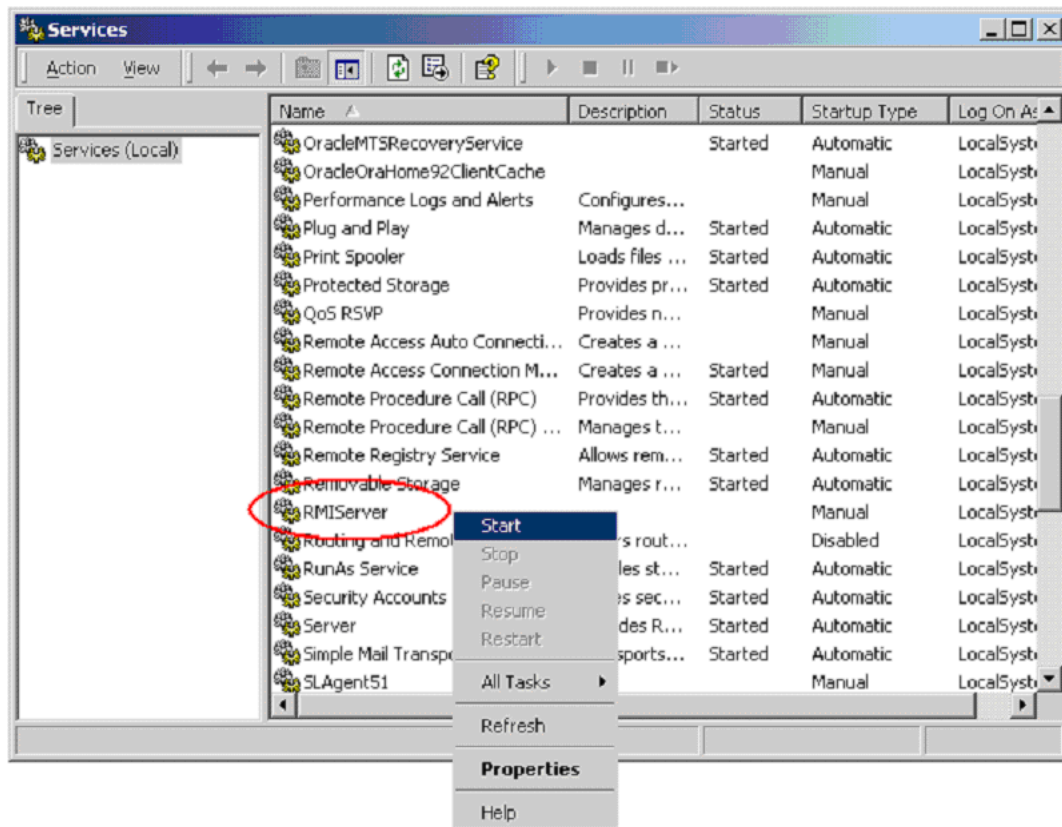 Services
Action View
Tree
Services (Local)
Name Description Status Startup Type Log On As
OracleMTSRecoveryService Started Automatic LocalSyste
OracleOraHome92ClientCache Manual LocalSyste
Performance Logs and Alerts Configures... Manual LocalSyste
Plug and Play Manages d... Started Automatic LocalSyste
Print Spooler Loads files ... Started Automatic LocalSyste
Protected Storage Provides pr... Started Automatic LocalSyste
QoS RSVP Provides n... Manual LocalSyste
Remote Access Auto Connecti... Creates a ... Manual LocalSyste
Remote Access Connection M... Creates a ... Started Manual LocalSyste
Remote Procedure Call (RPC) Provides th... Started Automatic LocalSyste
Remote Procedure Call (RPC) ... Manages t... Manual LocalSyste
Remote Registry Service Allows rem... Started Automatic LocalSyste
Removable Storage Manages r... Started Automatic LocalSyste
RMIServer Manual LocalSyste
Routing and Remot s rout... Disabled LocalSyste
RunAs Service les st... Started Automatic LocalSyste
Security Accounts es sec... Started Automatic LocalSyste
Server des R... Started Automatic LocalSyste
Simple Mail Transpo sports... Started Automatic LocalSyste
SLAgent51 Manual LocalSyste
Start
Stop
Pause
Resume
Restart
All Tasks
Refresh
Properties
Help